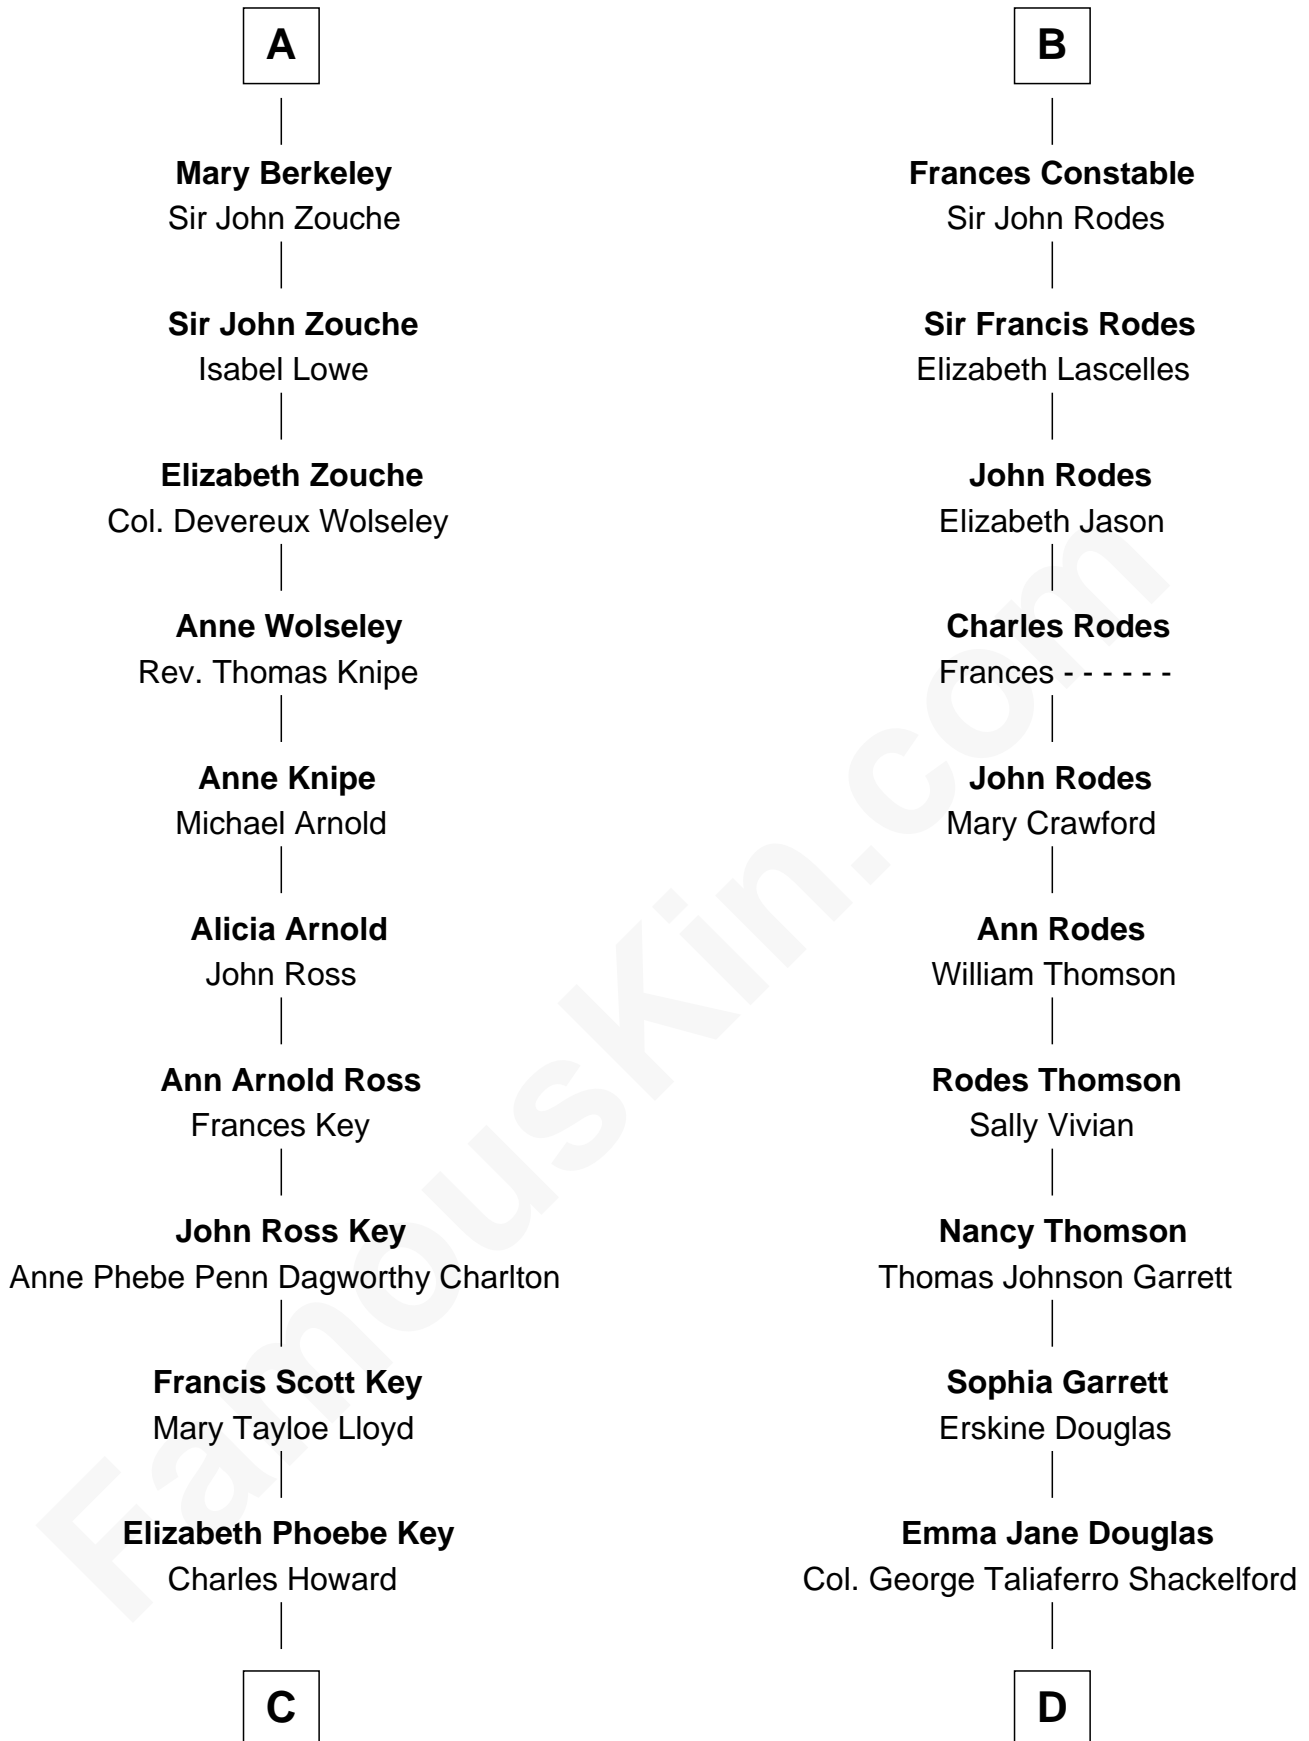 A
Mary Berkeley
Sir John Zouche
Sir John Zouche
Isabel Lowe
Elizabeth Zouche
Col. Devereux Wolseley
Anne Wolseley
Rev. Thomas Knipe
Anne Knipe
Michael Arnold
Alicia Arnold
John Ross
Ann Arnold Ross
Frances Key
John Ross Key
Anne Phebe Penn Dagworthy Charlton
Francis Scott Key
Mary Tayloe Lloyd
Elizabeth Phoebe Key
Charles Howard
C
B
Frances Constable
Sir John Rodes
Sir Francis Rodes
Elizabeth Lascelles
John Rodes
Elizabeth Jason
Charles Rodes
Frances - - - - - -
John Rodes
Mary Crawford
Ann Rodes
William Thomson
Rodes Thomson
Sally Vivian
Nancy Thomson
Thomas Johnson Garrett
Sophia Garrett
Erskine Douglas
Emma Jane Douglas
Col. George Taliaferro Shackelford
D
FamousKin.com